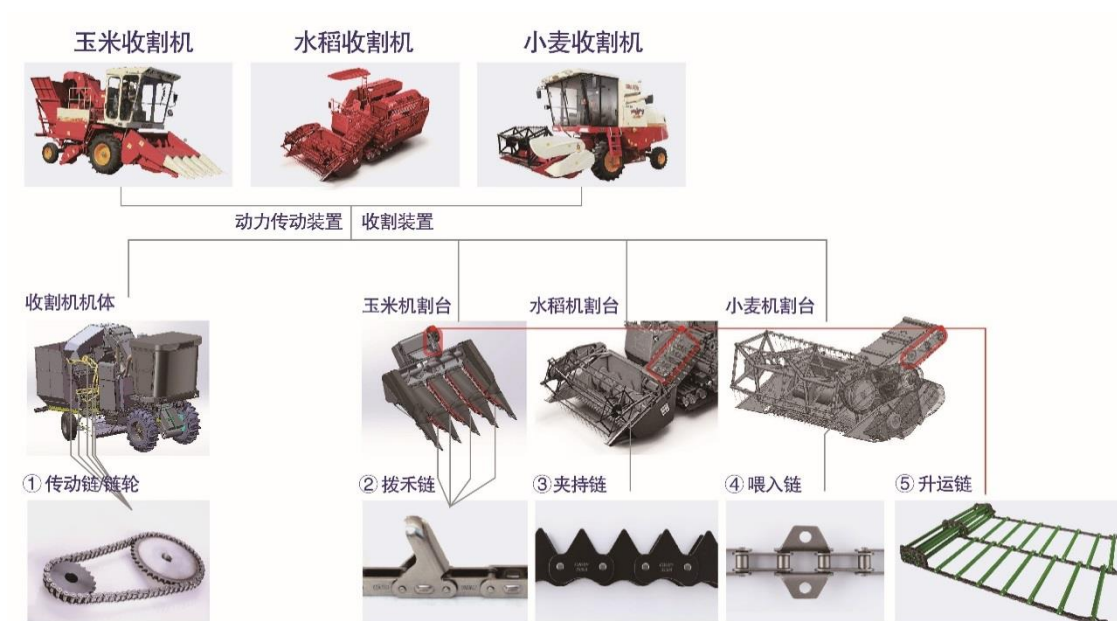 玉米收割机
水稻收割机
小麦收割机
动力传动装置
收割装置
收割机机体
玉米机割台
水稻机割台
小麦机割台
① 传动链/链轮
② 拨禾链
③ 夹持链
④ 喂入链
⑤ 升运链